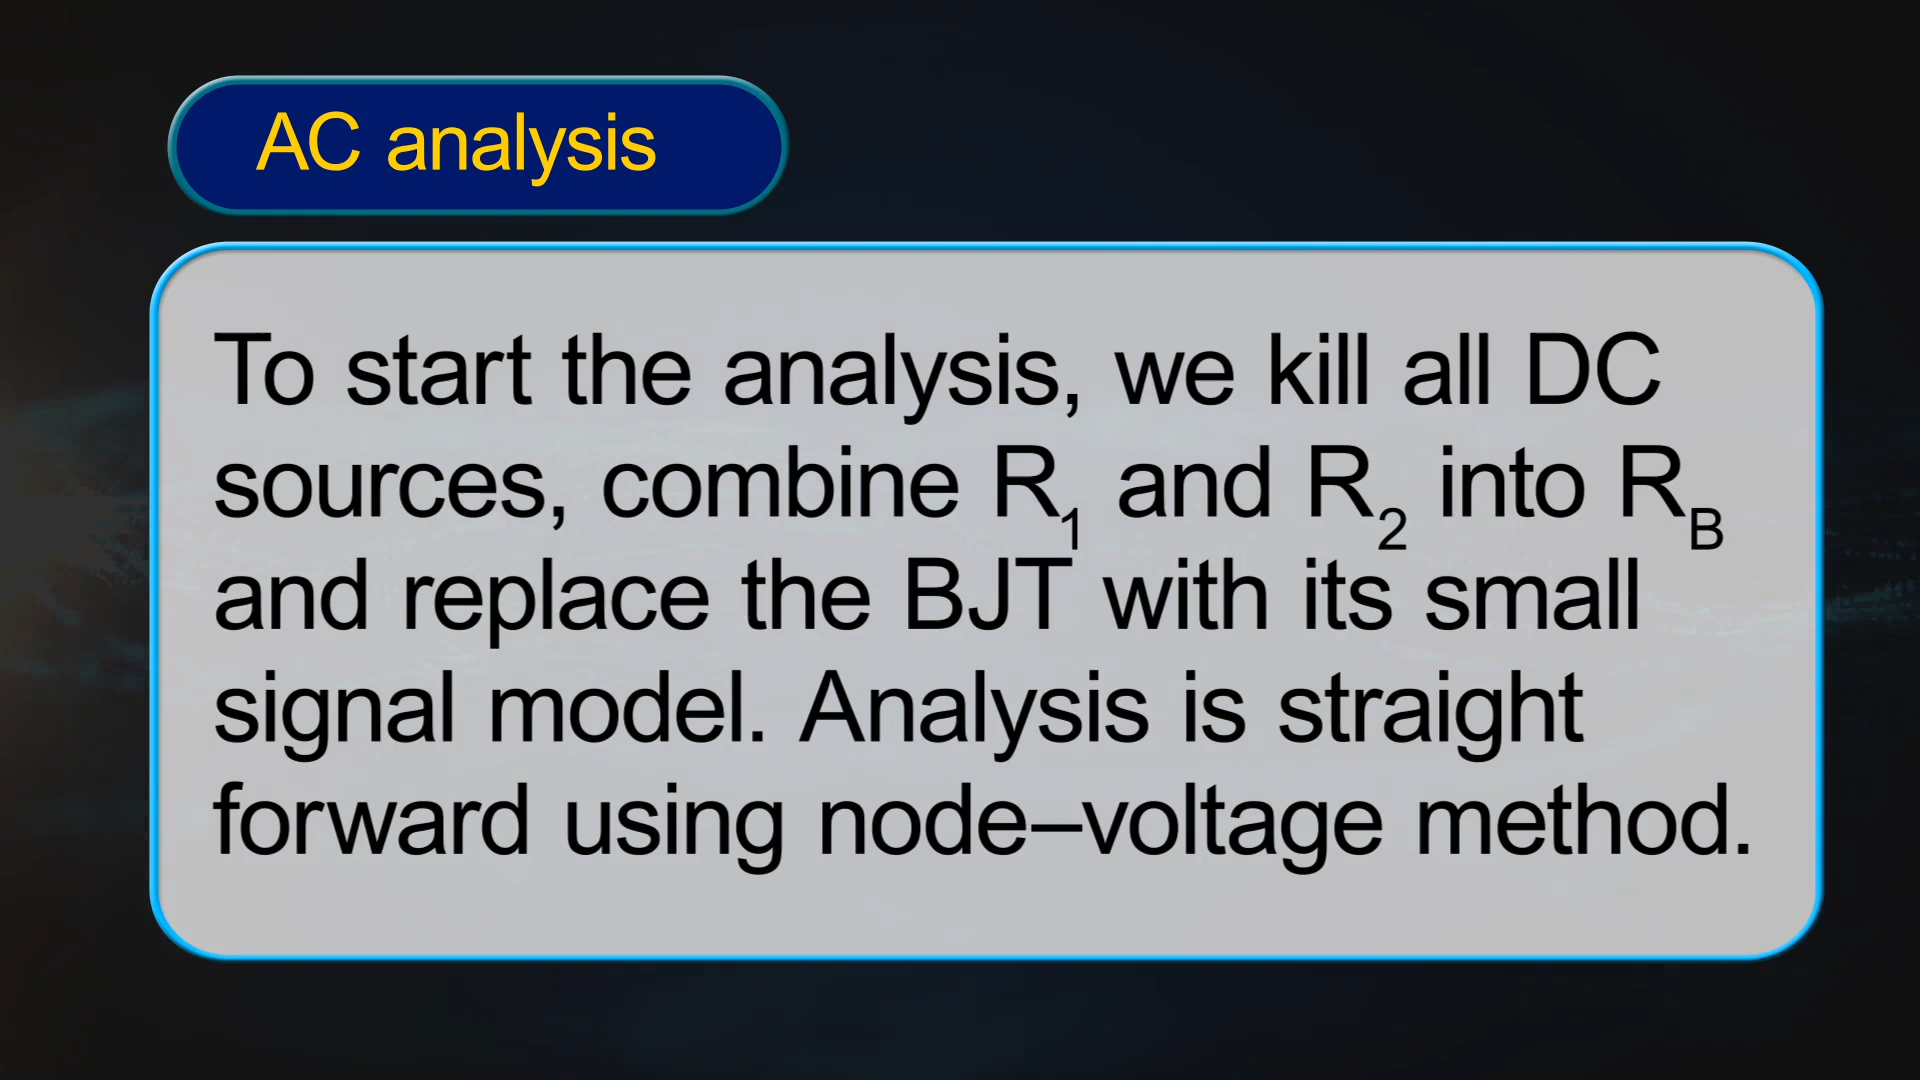 AC analysis
To start the analysis, we kill all DC
sources, combine R₁ and R₂ into R_B
and replace the BJT with its small
signal model. Analysis is straight
forward using node–voltage method.